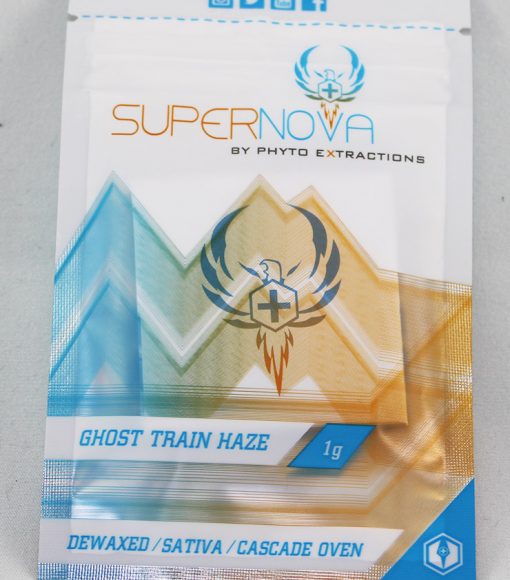 SUPERNOVA
BY PHYTO EXTRACTIONS
GHOST TRAIN HAZE
1g
DEWAXED/SATIVA/CASCADE OVEN